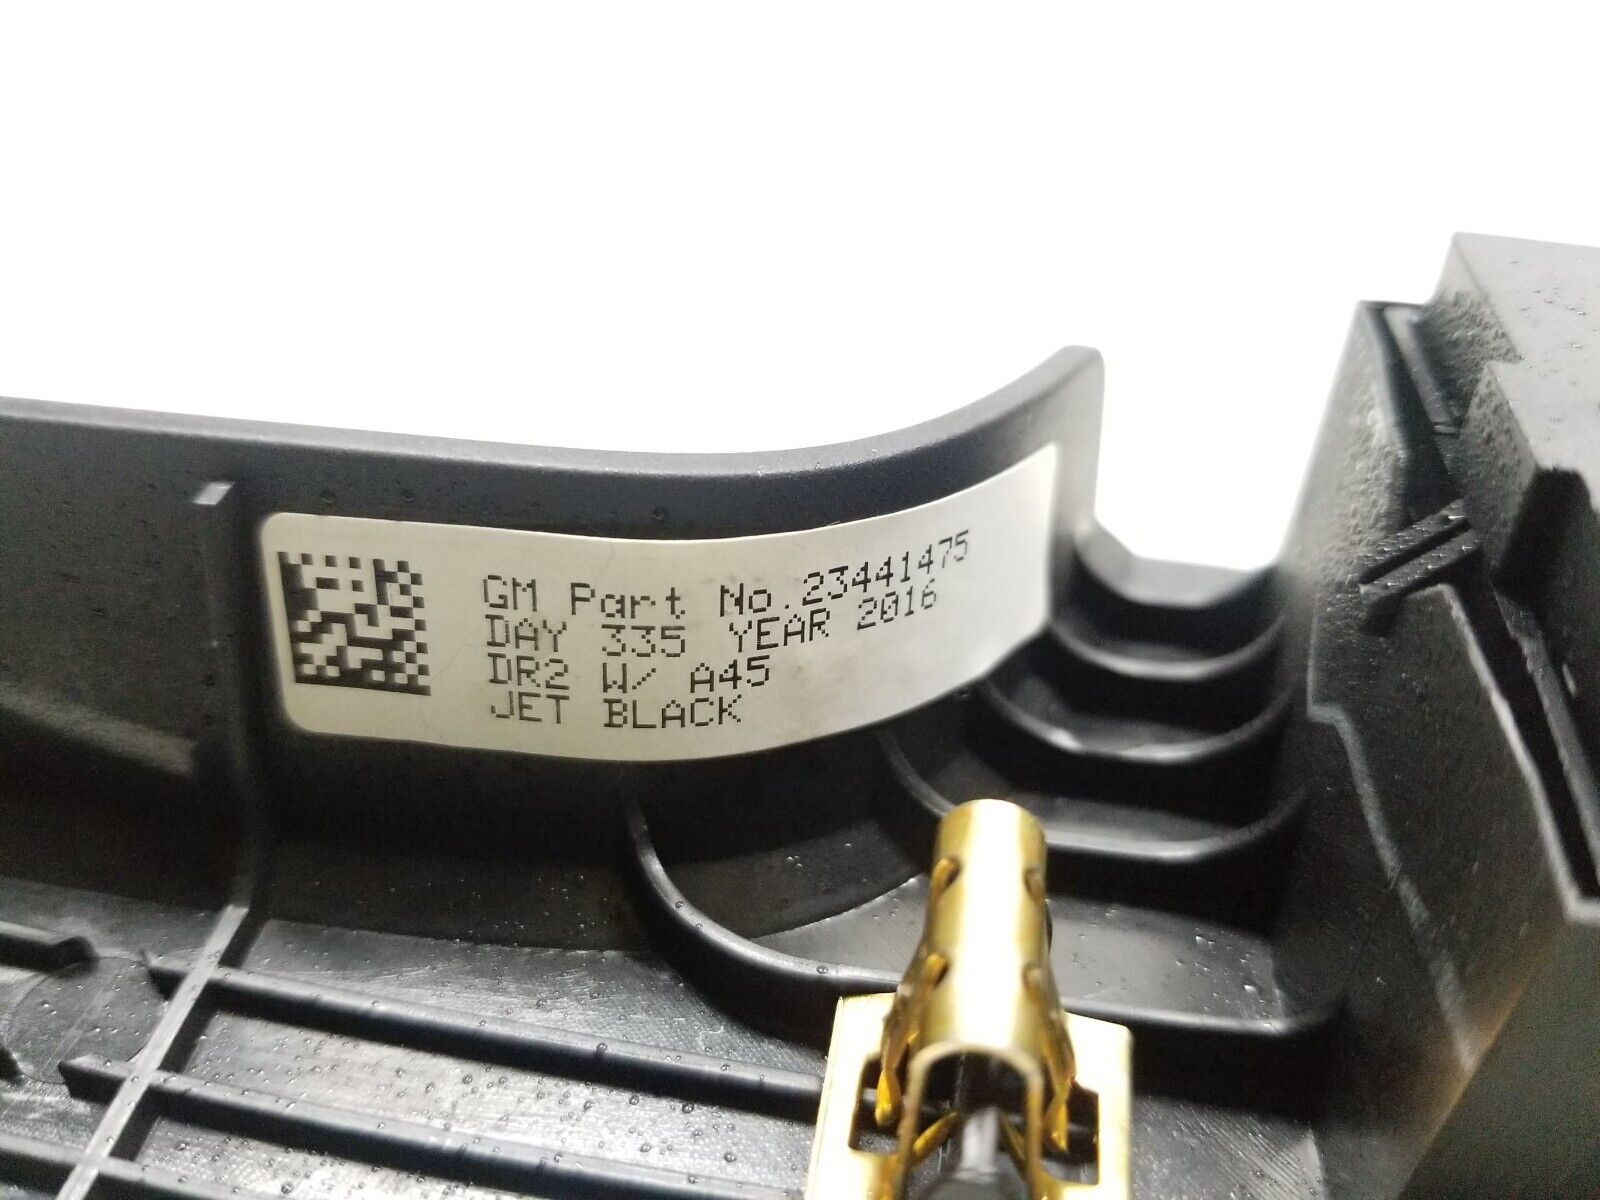 GM Part No.23441475
DAY 335 YEAR 2016
DR2 W/ A45
JET BLACK